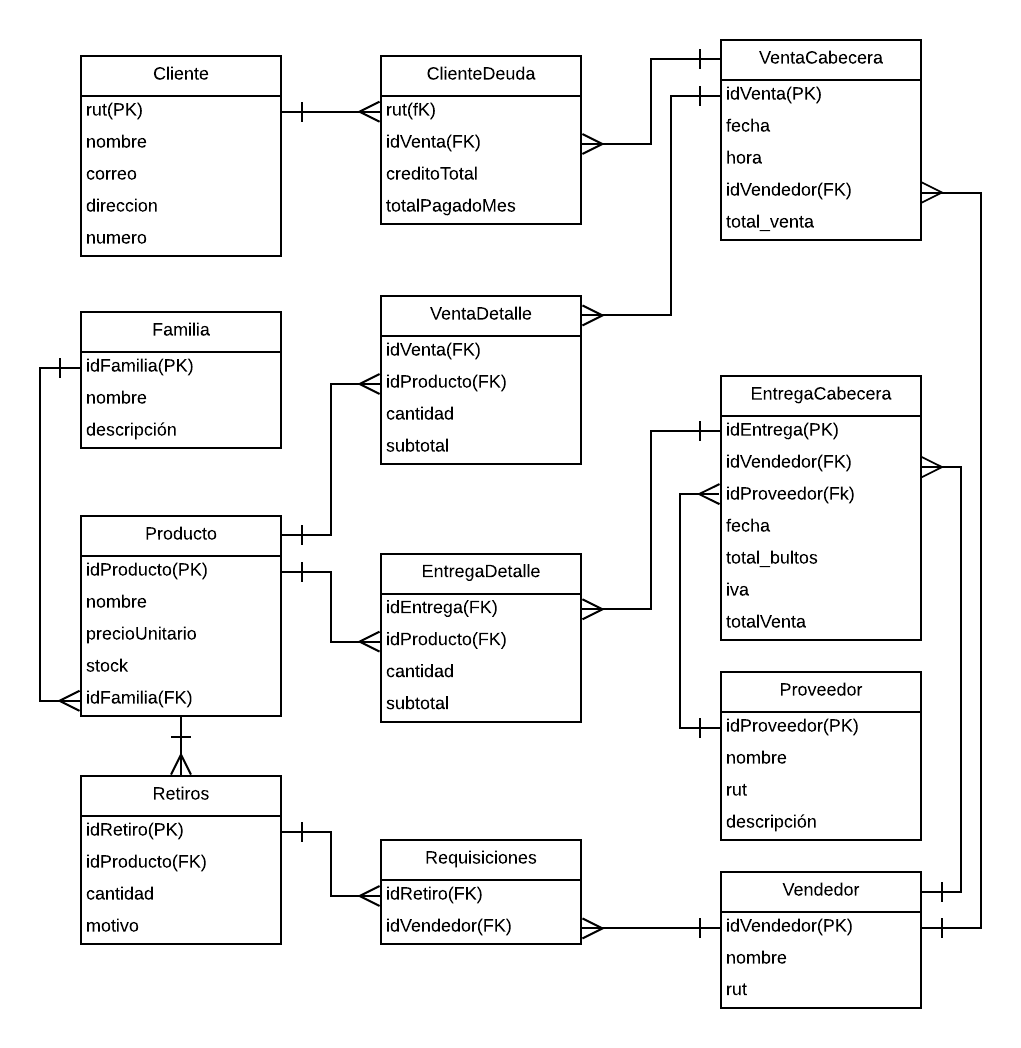 Cliente
rut(PK)
nombre
correo
direccion
numero
ClienteDeuda
rut(fK)
idVenta(FK)
creditoTotal
totalPagadoMes
VentaCabecera
idVenta(PK)
fecha
hora
idVendedor(FK)
total_venta
Familia
idFamilia(PK)
nombre
descripción
VentaDetalle
idVenta(FK)
idProducto(FK)
cantidad
subtotal
EntregaCabecera
idEntrega(PK)
idVendedor(FK)
idProveedor(Fk)
fecha
total_bultos
iva
totalVenta
Producto
idProducto(PK)
nombre
precioUnitario
stock
idFamilia(FK)
EntregaDetalle
idEntrega(FK)
idProducto(FK)
cantidad
subtotal
Proveedor
idProveedor(PK)
nombre
rut
descripción
Retiros
idRetiro(PK)
idProducto(FK)
cantidad
motivo
Requisiciones
idRetiro(FK)
idVendedor(FK)
Vendedor
idVendedor(PK)
nombre
rut